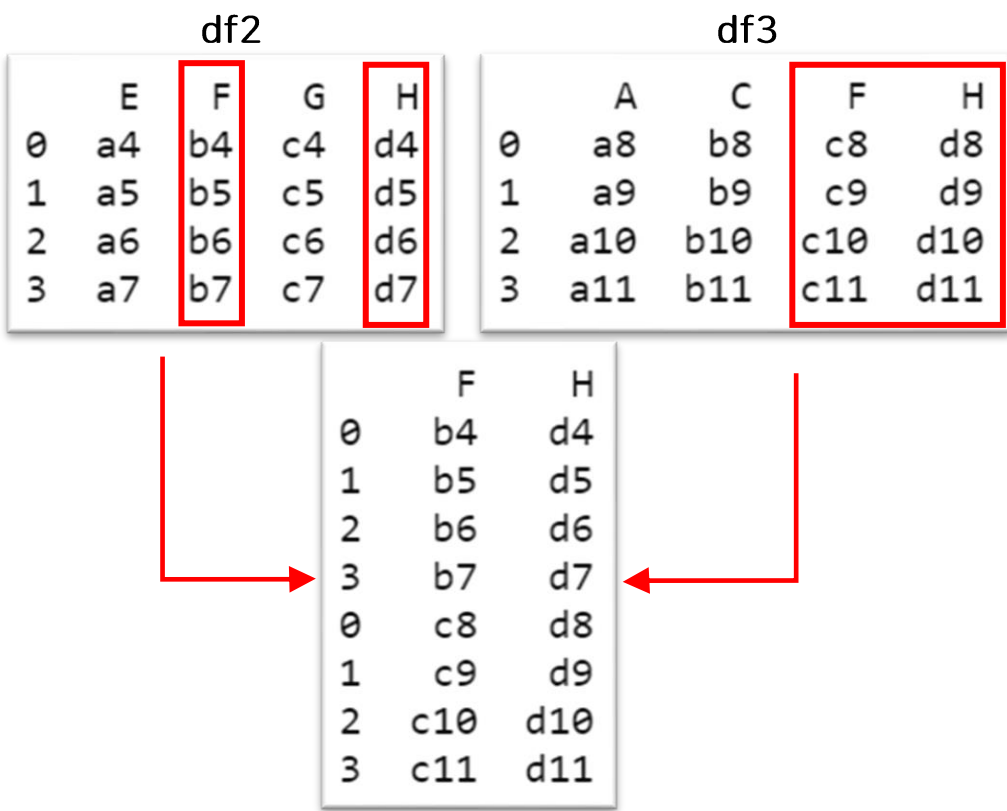 df2
E F G H
0 a4 b4 c4 d4
1 a5 b5 c5 d5
2 a6 b6 c6 d6
3 a7 b7 c7 d7
df3
A C F H
0 a8 b8 c8 d8
1 a9 b9 c9 d9
2 a10 b10 c10 d10
3 a11 b11 c11 d11
F H
0 b4 d4
1 b5 d5
2 b6 d6
3 b7 d7
0 c8 d8
1 c9 d9
2 c10 d10
3 c11 d11